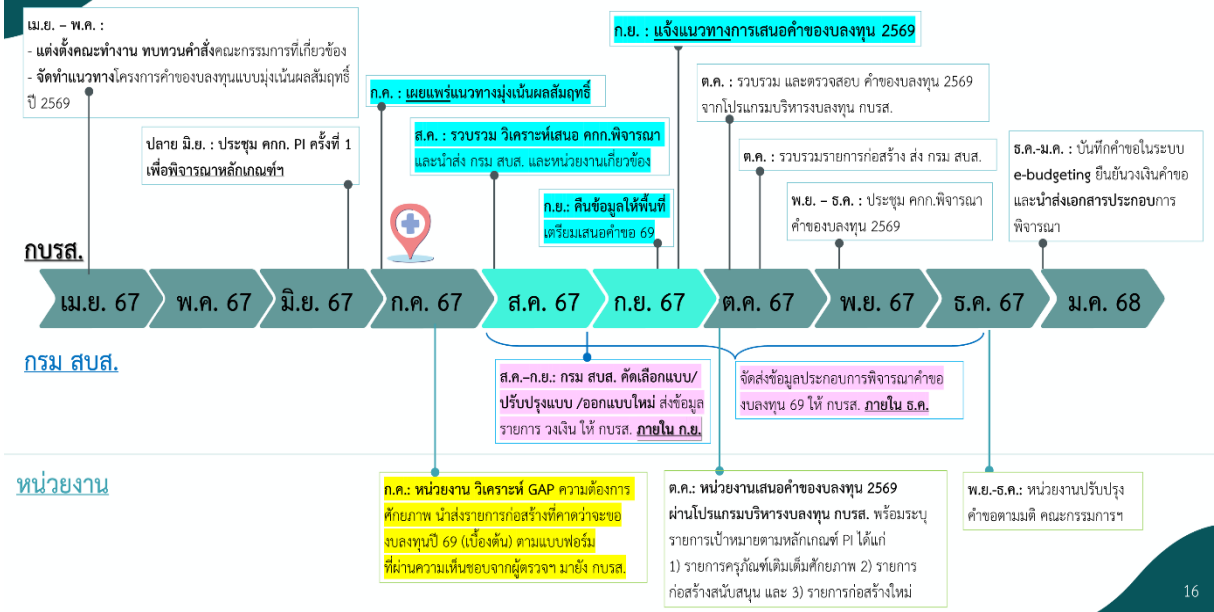 เม.ย. – พ.ค. :
- แต่งตั้งคณะทำงาน ทบทวนคำสั่งคณะกรรมการที่เกี่ยวข้อง
- จัดทำแนวทางโครงการคำของบลงทุนแบบมุ่งเน้นผลสัมฤทธิ์
ปี 2569
ปลาย มิ.ย. : ประชุม คกก. PI ครั้งที่ 1
เพื่อพิจารณาหลักเกณฑ์ฯ
ก.ค. : เผยแพร่แนวทางมุ่งเน้นผลสัมฤทธิ์
ส.ค. : รวบรวม วิเคราะห์เสนอ คกก.พิจารณา
และนำส่ง กรม สบส. และหน่วยงานเกี่ยวข้อง
ก.ย.: คืนข้อมูลให้พื้นที่
เตรียมเสนอคำขอ 69
ก.ย. : แจ้งแนวทางการเสนอคำของบลงทุน 2569
ต.ค. : รวบรวม และตรวจสอบ คำของบลงทุน 2569
จากโปรแกรมบริหารงบลงทุน กบรส.
ต.ค. : รวบรวมรายการก่อสร้าง ส่ง กรม สบส.
พ.ย. – ธ.ค. : ประชุม คกก.พิจารณา
คำของบลงทุน 2569
ธ.ค.-ม.ค. : บันทึกคำขอในระบบ
e-budgeting ยืนยันวงเงินคำขอ
และนำส่งเอกสารประกอบการ
พิจารณา
กบรส.
เม.ย. 67
พ.ค. 67
มิ.ย. 67
ก.ค. 67
ส.ค. 67
ก.ย. 67
ต.ค. 67
พ.ย. 67
ธ.ค. 67
ม.ค. 68
กรม สบส.
ส.ค.–ก.ย.: กรม สบส. คัดเลือกแบบ/
ปรับปรุงแบบ /ออกแบบใหม่ ส่งข้อมูล
รายการ วงเงิน ให้ กบรส. ภายใน ก.ย.
จัดส่งข้อมูลประกอบการพิจารณาคำขอ
งบลงทุน 69 ให้ กบรส. ภายใน ธ.ค.
หน่วยงาน
ก.ค.: หน่วยงาน วิเคราะห์ GAP ความต้องการ
ศักยภาพ นำส่งรายการก่อสร้างที่คาดว่าจะขอ
งบลงทุนปี 69 (เบื้องต้น) ตามแบบฟอร์ม
ที่ผ่านความเห็นชอบจากผู้ตรวจฯ มายัง กบรส.
ต.ค.: หน่วยงานเสนอคำของบลงทุน 2569
ผ่านโปรแกรมบริหารงบลงทุน กบรส. พร้อมระบุ
รายการเป้าหมายตามหลักเกณฑ์ PI ได้แก่
1) รายการครุภัณฑ์เติมเต็มศักยภาพ 2) รายการ
ก่อสร้างสนับสนุน และ 3) รายการก่อสร้างใหม่
พ.ย.-ธ.ค.: หน่วยงานปรับปรุง
คำขอตามมติ คณะกรรมการฯ
16